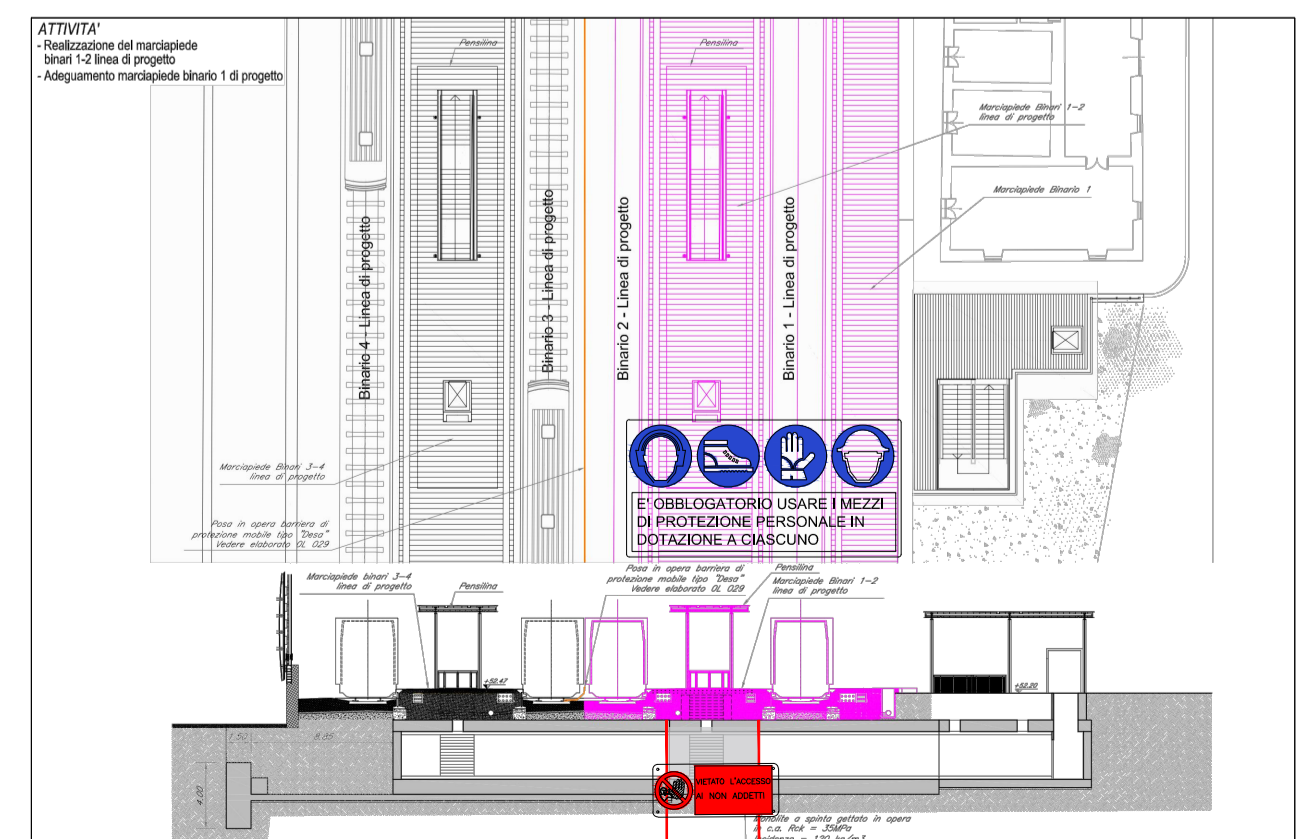 ATTIVITA'
- Realizzazione del marciapiede
binari 1-2 linea di progetto
- Adeguamento marciapiede binario 1 di progetto
Pensilina
Pensilina
Marciapiede Binari 1-2
linea di progetto
Marciapiede Binario 1
Binario 4 - Linea di progetto
Binario 3 - Linea di progetto
Binario 2 - Linea di progetto
Binario 1 - Linea di progetto
Marciapiede Binari 3-4
linea di progetto
Posa in opera barriera di
protezione mobile tipo "Desa"
Vedere elaborato OL 029
E' OBBLOGATORIO USARE I MEZZI
DI PROTEZIONE PERSONALE IN
DOTAZIONE A CIASCUNO
Marciapiede binari 3-4
linea di progetto
Pensilina
Posa in opera barriera di
protezione mobile tipo "Desa"
Vedere elaborato OL 029
Pensilina
Marciapiede Binari 1-2
linea di progetto
+52.47
+52.20
1.50
8.85
4.00
VIETATO L'ACCESSO
AI NON ADDETTI
Monolite a spinta gettato in opera
in c.a. Rck = 35MPa
= 120 kg/m3